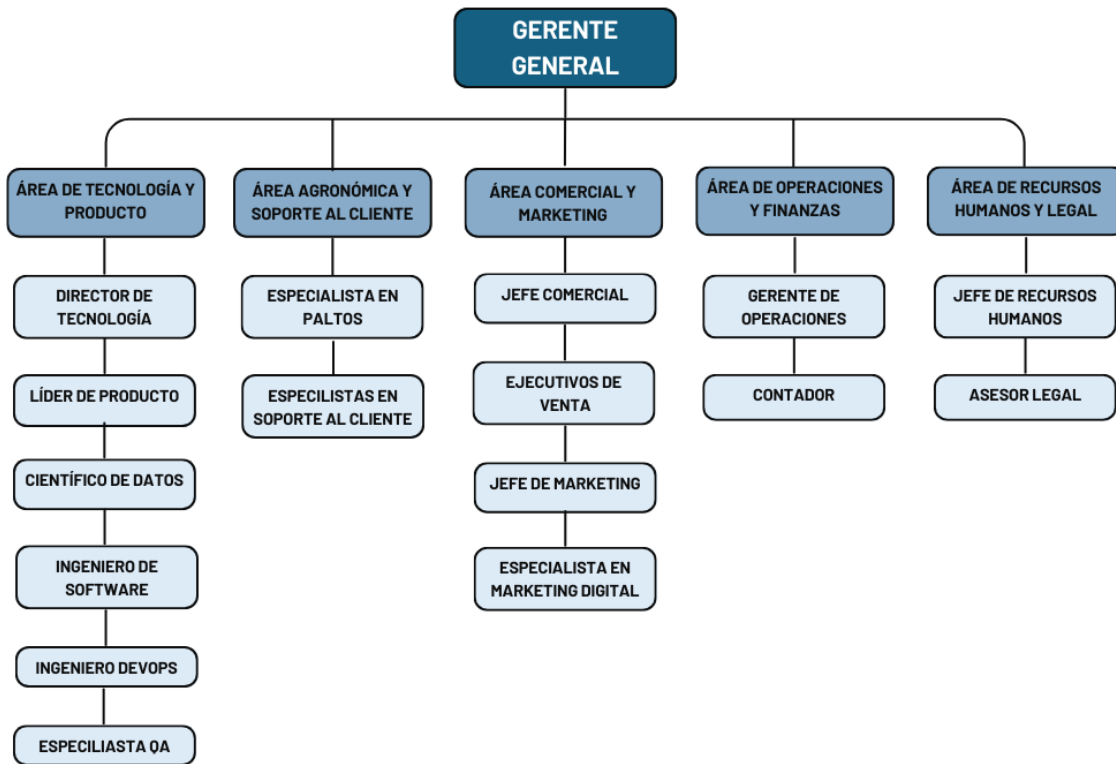 GERENTE
GENERAL
ÁREA DE TECNOLOGÍA Y
PRODUCTO
ÁREA AGRONÓMICA Y
SOPORTE AL CLIENTE
ÁREA COMERCIAL Y
MARKETING
ÁREA DE OPERACIONES
Y FINANZAS
ÁREA DE RECURSOS
HUMANOS Y LEGAL
DIRECTOR DE
TECNOLOGÍA
ESPECIALISTA EN
PALTOS
JEFE COMERCIAL
GERENTE DE
OPERACIONES
JEFE DE RECURSOS
HUMANOS
LÍDER DE PRODUCTO
ESPECILISTAS EN
SOPORTE AL CLIENTE
EJECUTIVOS DE
VENTA
CONTADOR
ASESOR LEGAL
CIENTÍFICO DE DATOS
JEFE DE MARKETING
INGENIERO DE
SOFTWARE
ESPECIALISTA EN
MARKETING DIGITAL
INGENIERO DEVOPS
ESPECILIASTA QA